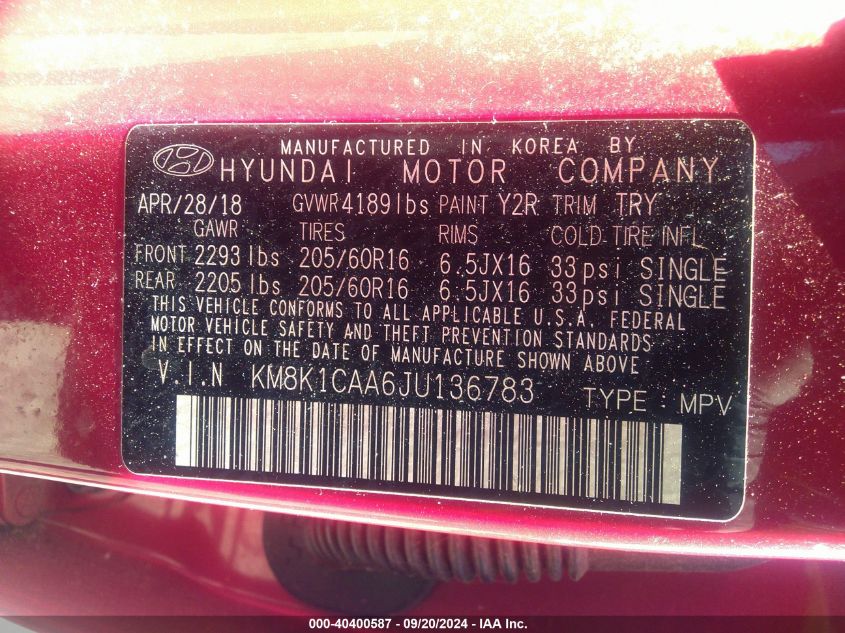 MANUFACTURED IN KOREA BY
HYUNDAI MOTOR COMPANY
APR/28/18 GVWR 4189lbs PAINT Y2R TRIM TRY
GAWR TIRES RIMS COLD TIRE INFL
FRONT 2293 lbs 205/60R16 6.5JX16 33psi SINGLE
REAR 2205 lbs 205/60R16 6.5JX16 33psi SINGLE
THIS VEHICLE CONFORMS TO ALL APPLICABLE U.S.A. FEDERAL
MOTOR VEHICLE SAFETY AND THEFT PREVENTION STANDARDS
IN EFFECT ON THE DATE OF MANUFACTURE SHOWN ABOVE
V.I.N KM8K1CAA6JU136783 TYPE : MPV
000-40400587 - 09/20/2024 - IAA Inc.